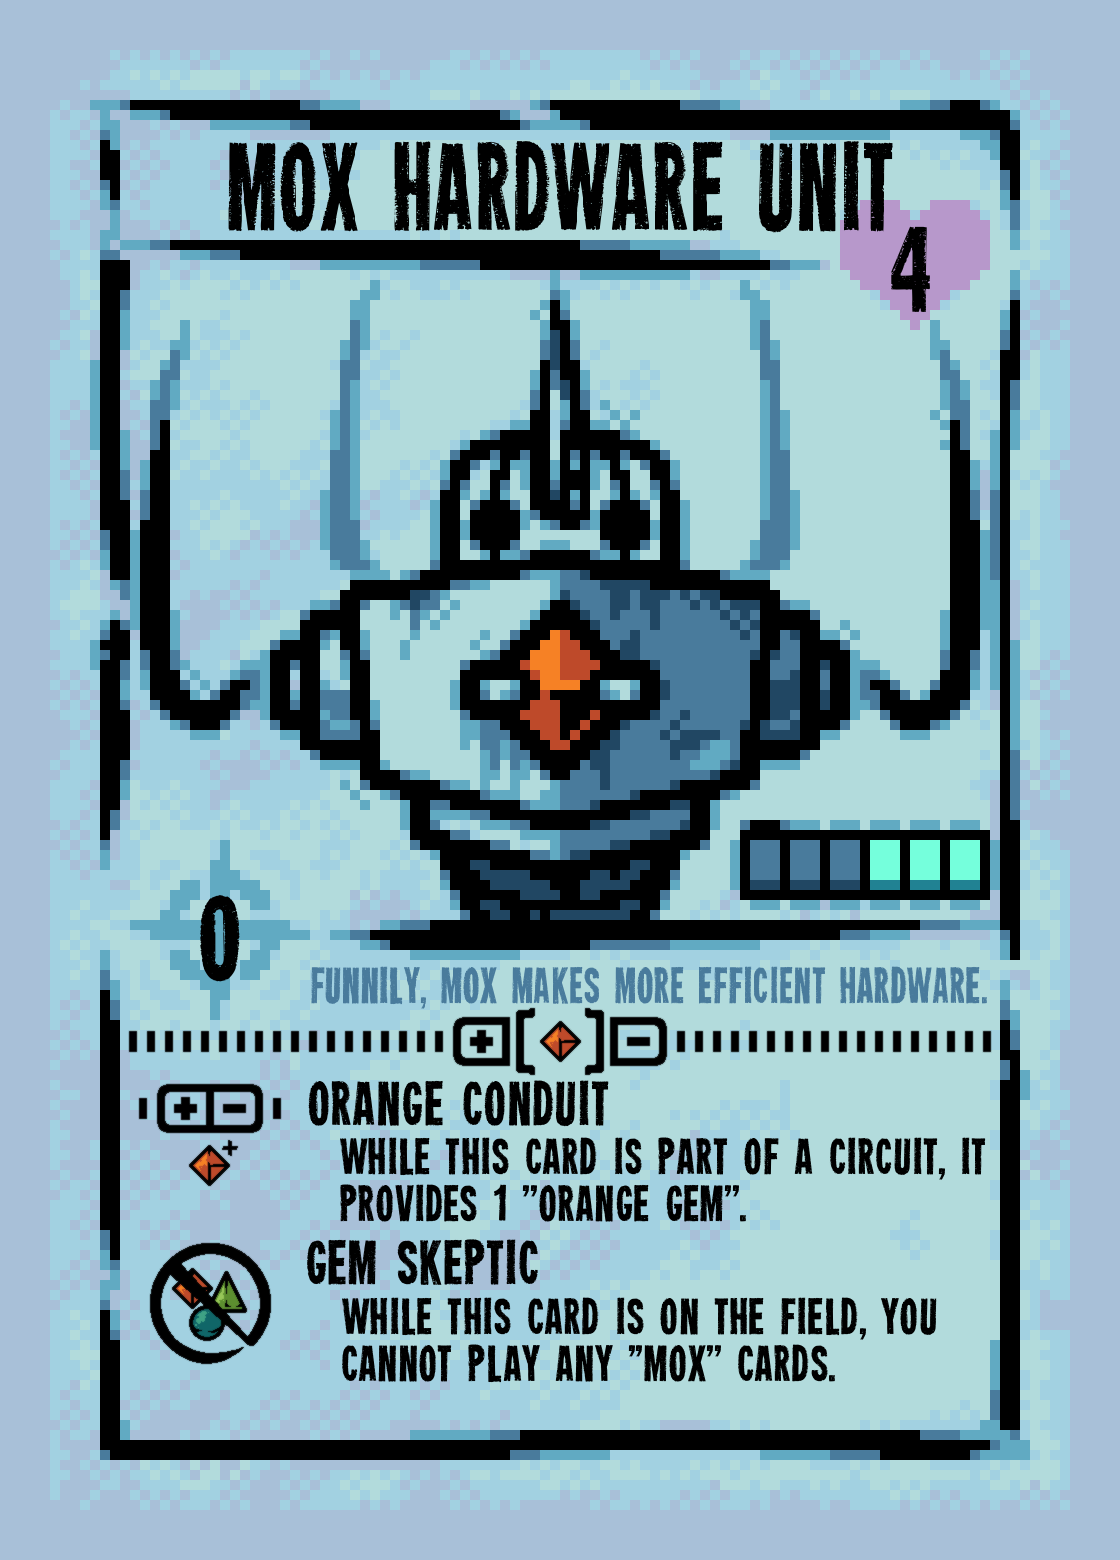 MOX HARDWARE UNIT
4
0
FUNNILY, MOX MAKES MORE EFFICIENT HARDWARE.
ORANGE CONDUIT
WHILE THIS CARD IS PART OF A CIRCUIT, IT
PROVIDES 1 "ORANGE GEM".
GEM SKEPTIC
WHILE THIS CARD IS ON THE FIELD, YOU
CANNOT PLAY ANY "MOX" CARDS.